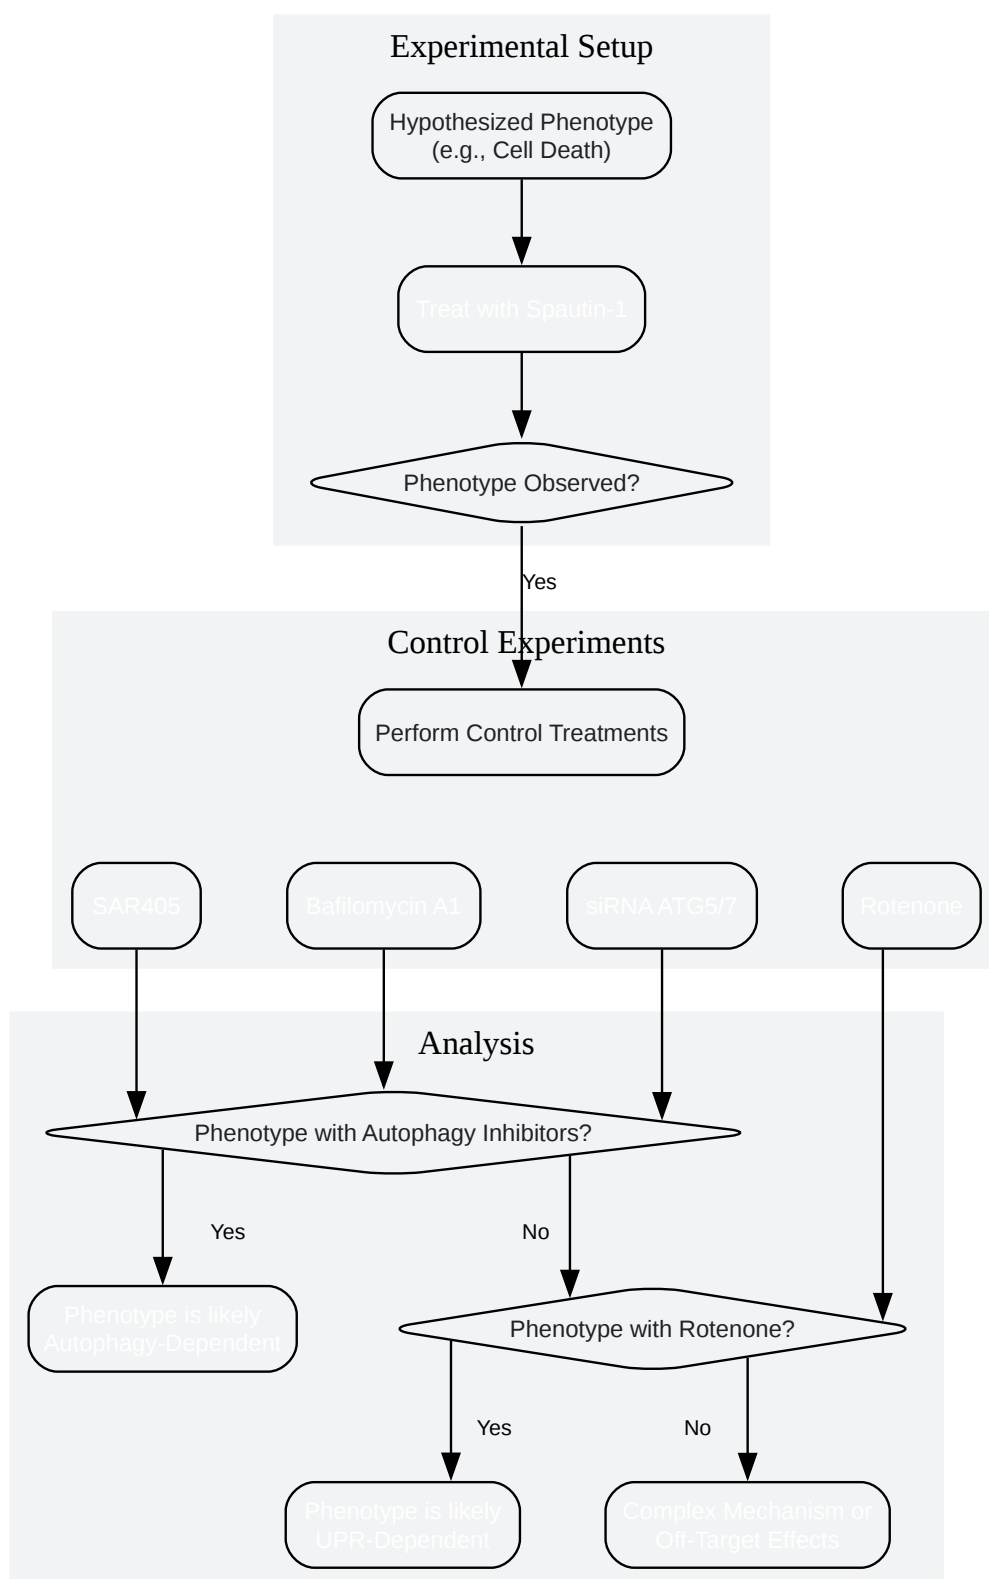 Experimental Setup
Hypothesized Phenotype
(e.g., Cell Death)
Treat with Spautin-1
Phenotype Observed?
Yes
Control Experiments
Perform Control Treatments
SAR405
Bafilomycin A1
siRNA ATG5/7
Rotenone
Analysis
Phenotype with Autophagy Inhibitors?
Yes
No
Phenotype is likely
Autophagy-Dependent
Phenotype with Rotenone?
Yes
No
Phenotype is likely
UPR-Dependent
Complex Mechanism or
Off-Target Effects